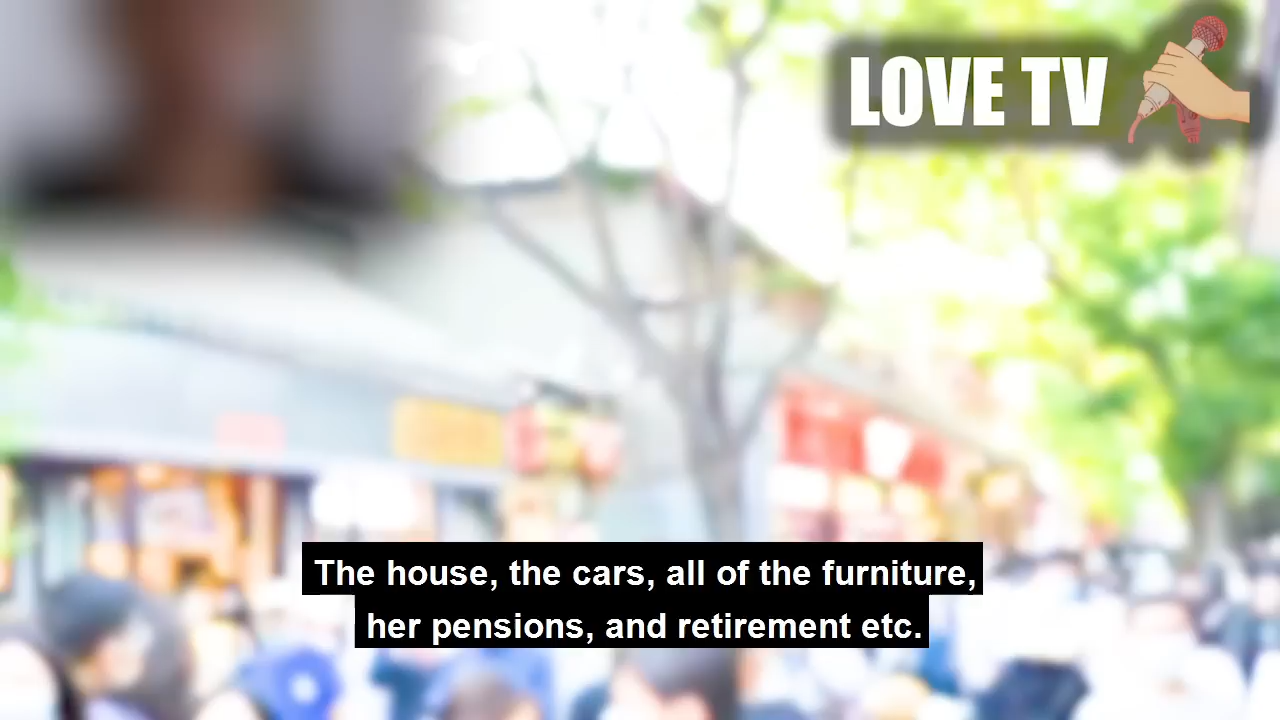 LOVE TV
The house, the cars, all of the furniture,
her pensions, and retirement etc.